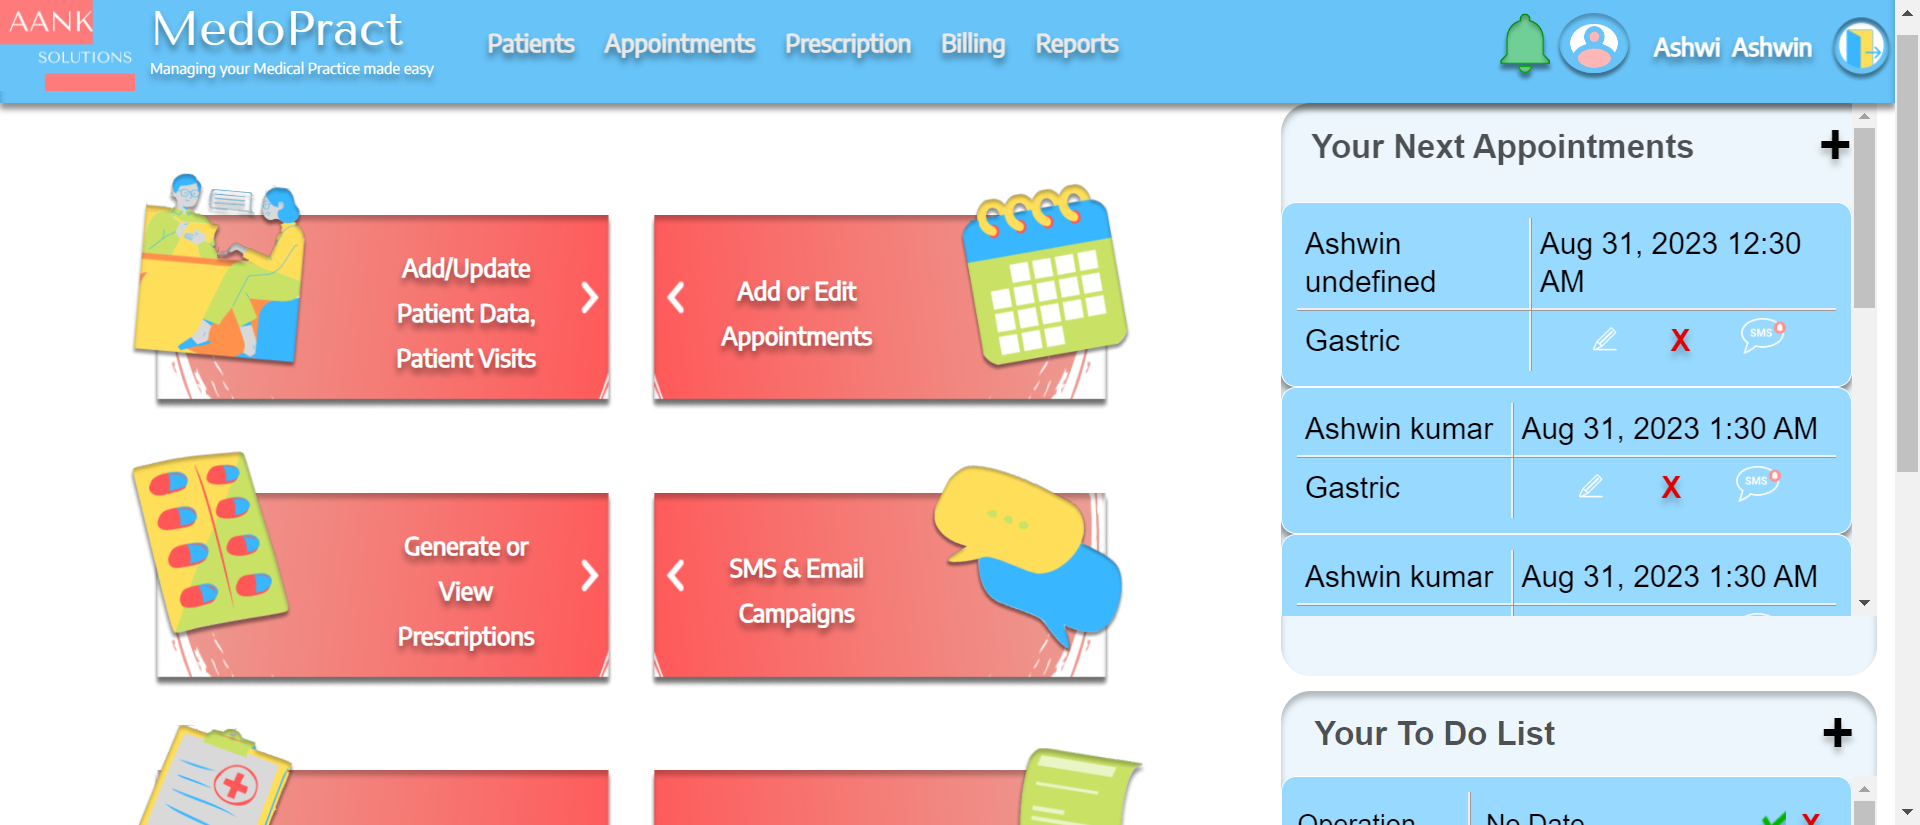 AANK
SOLUTIONS
MedoPract
Managing your Medical Practice made easy
Patients Appointments Prescription Billing Reports
Ashwi Ashwin
Add/Update
Patient Data,
Patient Visits
Add or Edit
Appointments
Generate or
View
Prescriptions
SMS & Email
Campaigns
Your Next Appointments
Ashwin
undefined
Aug 31, 2023 12:30
AM
Gastric
X
SMS
Ashwin kumar
Aug 31, 2023 1:30 AM
Gastric
X
SMS
Ashwin kumar
Aug 31, 2023 1:30 AM
Your To Do List
Operation
No Date
X